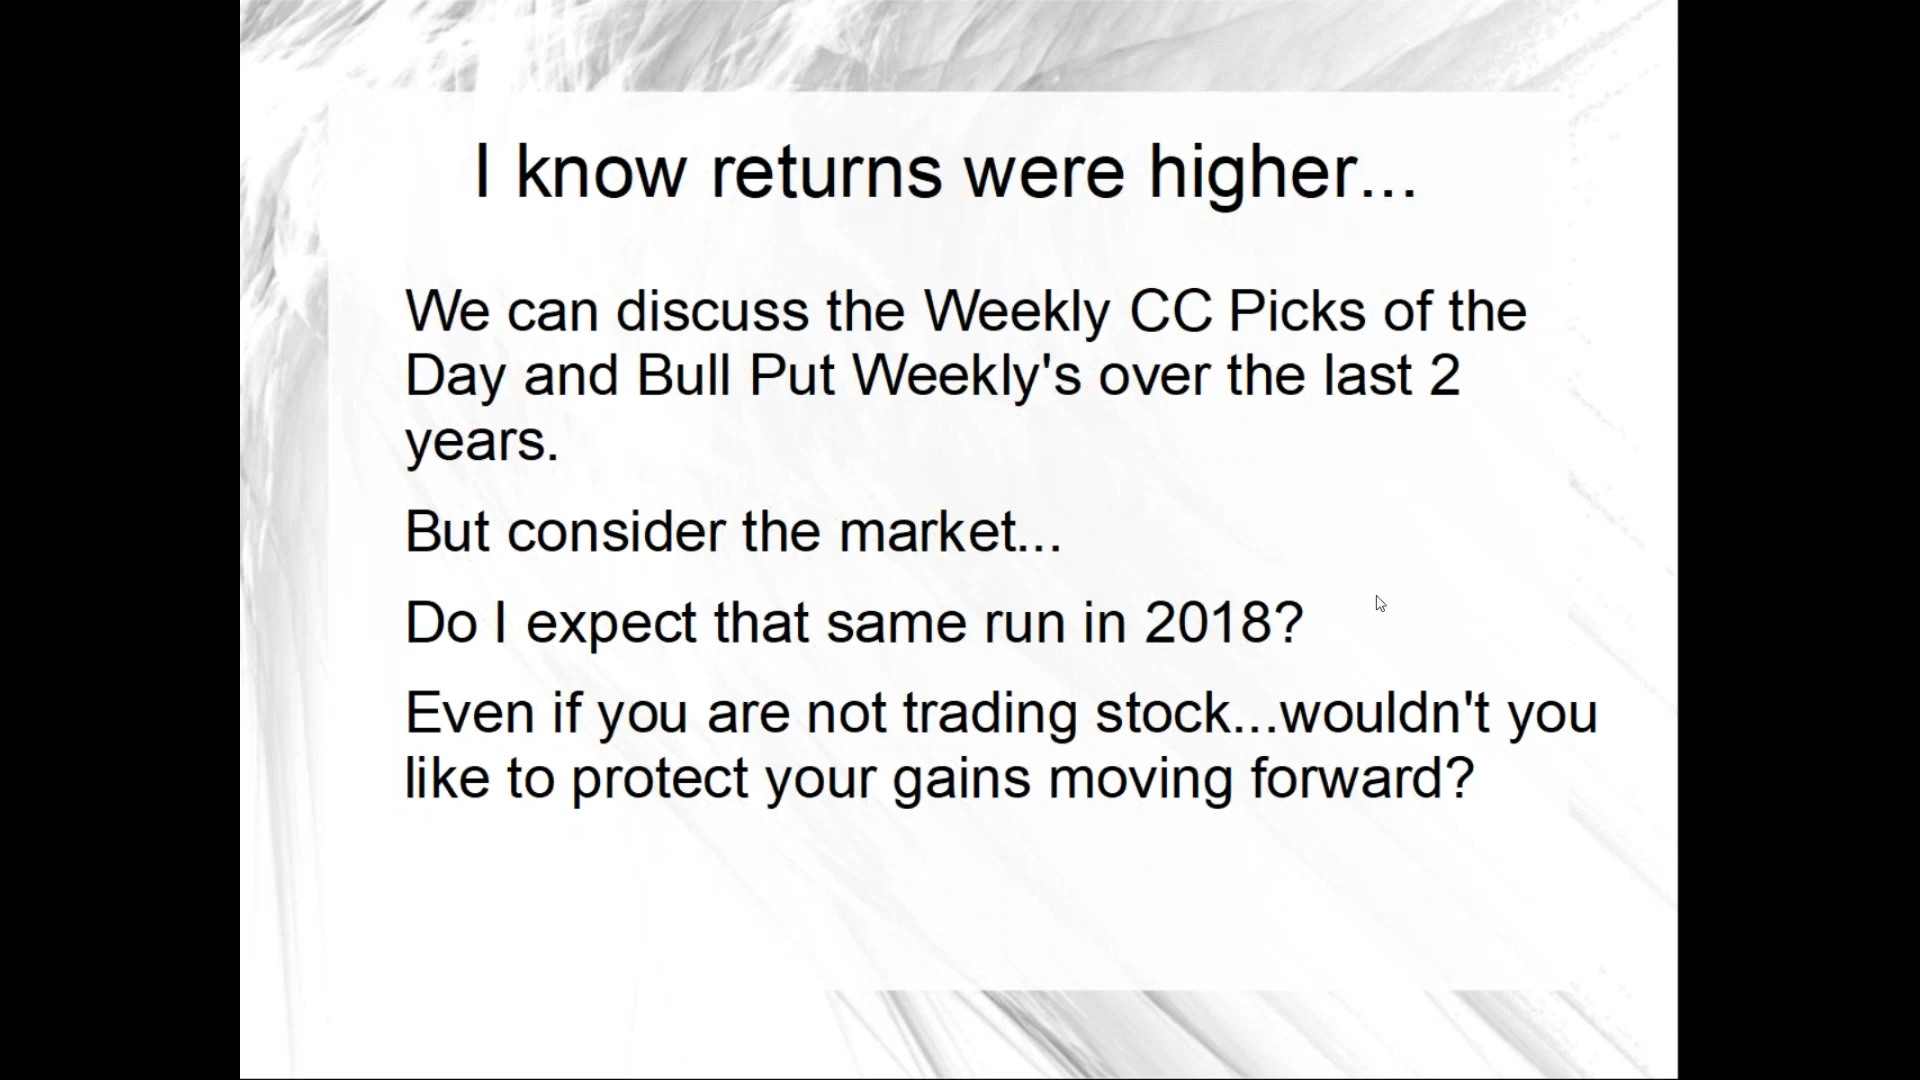 I know returns were higher...
We can discuss the Weekly CC Picks of the
Day and Bull Put Weekly's over the last 2
years.
But consider the market...
Do I expect that same run in 2018?
Even if you are not trading stock...wouldn't you
like to protect your gains moving forward?